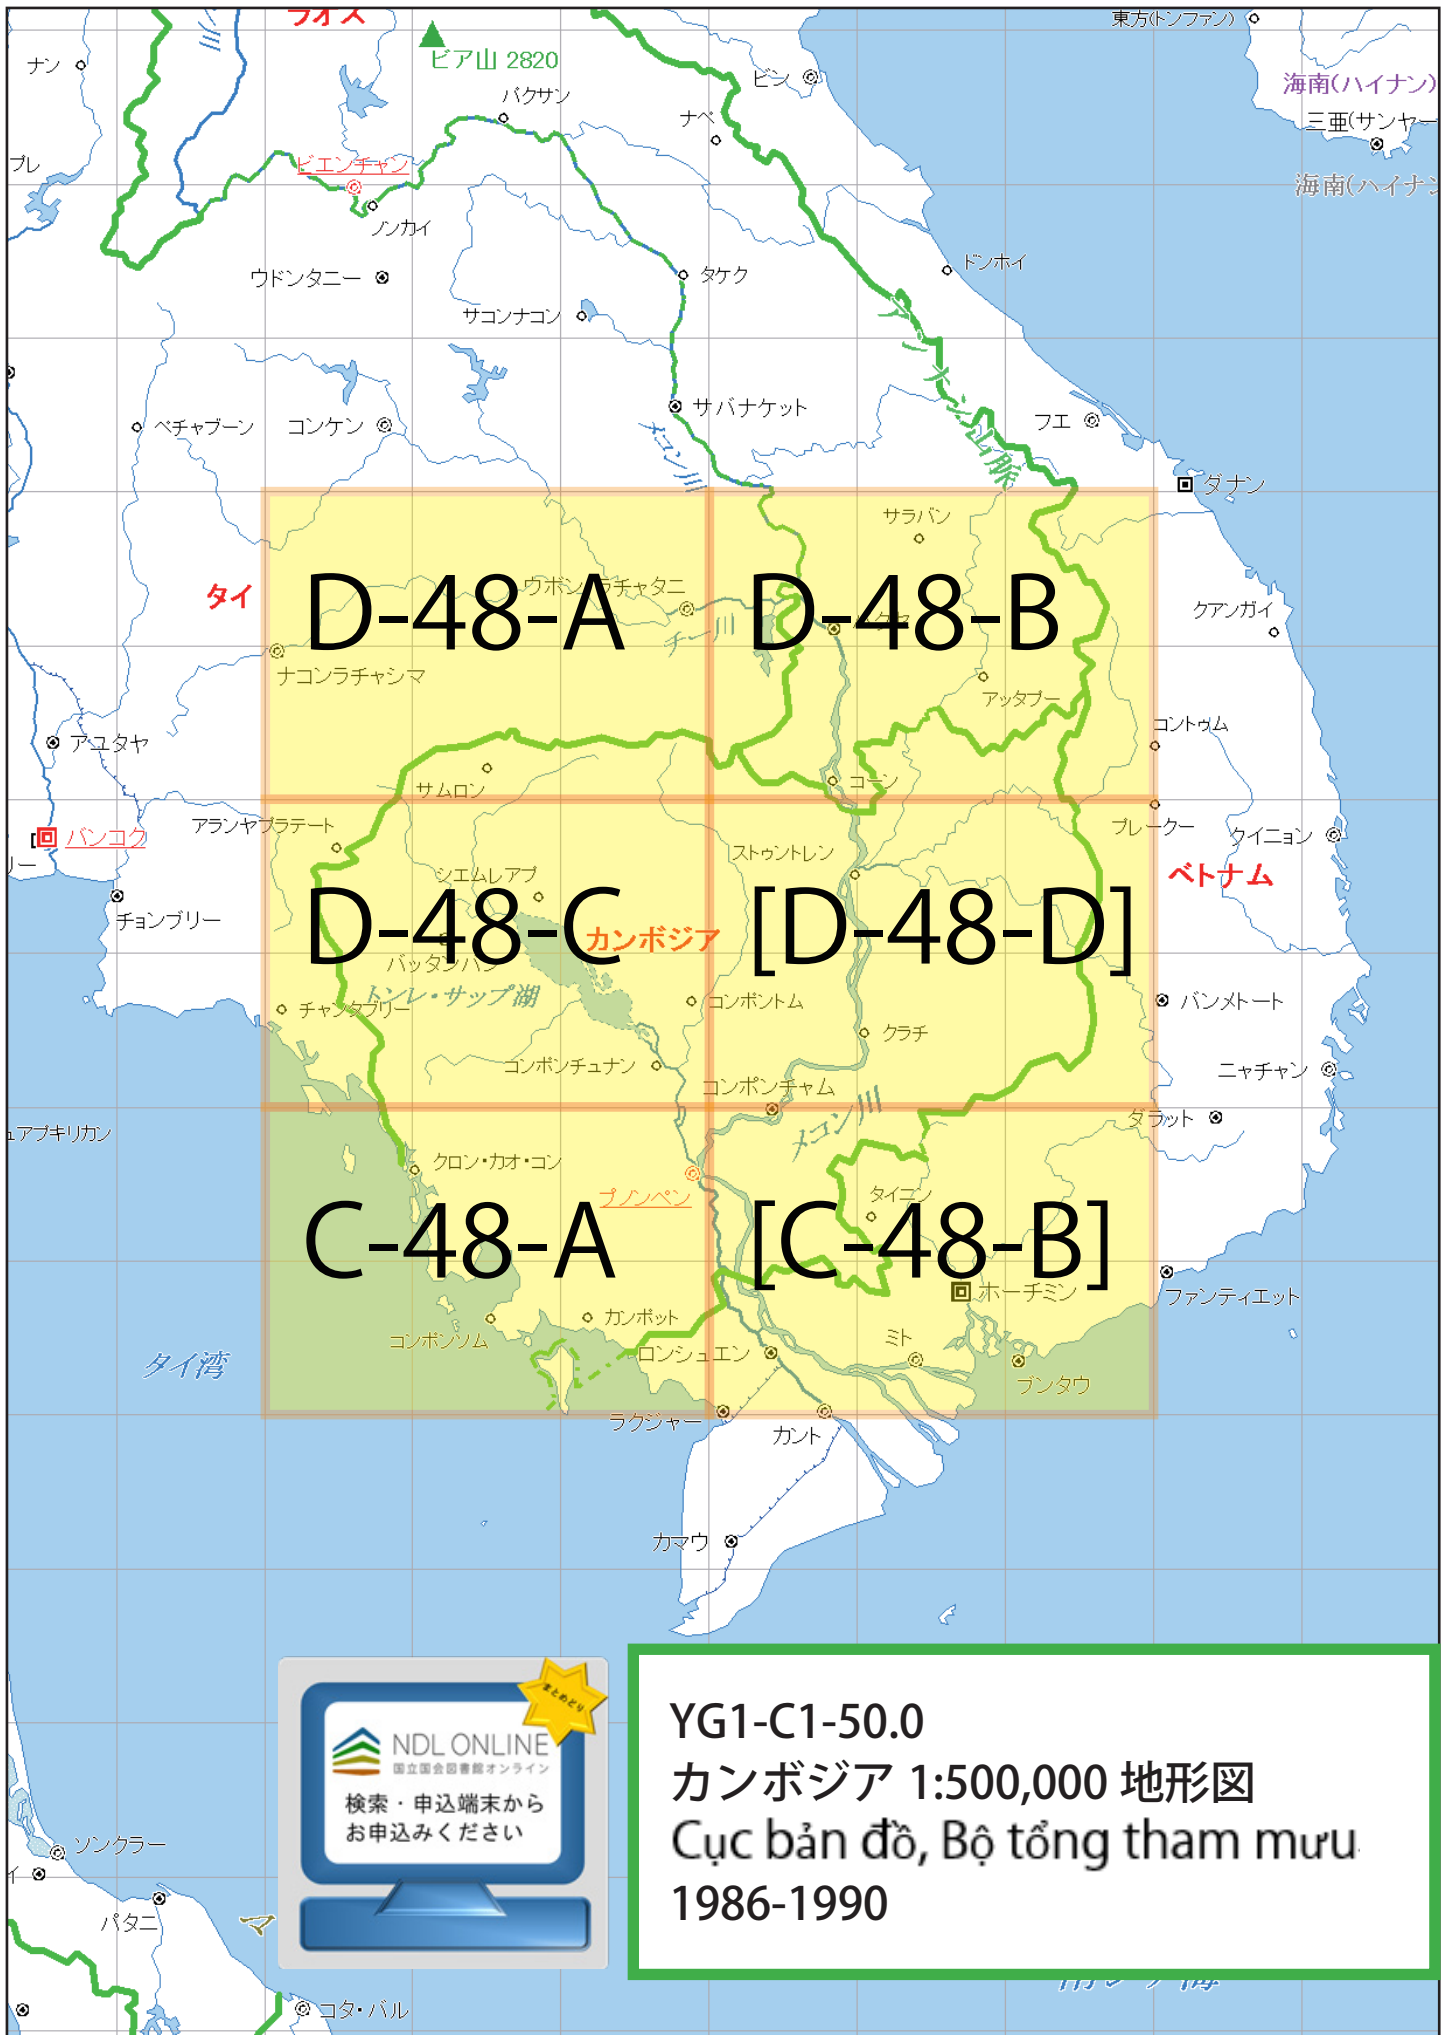 ラオス
東方(トンファン)
ビア山 2820
ナン
ビン
海南(ハイナン)
パクサン
ナペ
三亜(サンヤー
プレ
ビエンチャン
海南(ハイナン
ノンカイ
ウドンタニー
タケク
ドンホイ
サコンナコン
アンナン山脈
サバナケット
ペチャブーン
コンケン
フエ
メコン川
ダナン
サラバン
D-48-A
D-48-B
タイ
ウボンラチャタニ
クアンガイ
チー川
ナコンラチャシマ
アッタプー
コントゥム
アユタヤ
サムロン
コーン
アランヤプラテート
プレークー
クイニョン
[
バンコク
リー
ストゥントレン
シエムレアプ
ベトナム
チョンブリー
D-48-C
[D-48-D]
カンボジア
バッタンバン
トンレ・サップ湖
チャンタブリー
コンポントム
バンメトート
クラチ
コンポンチュナン
ニャチャン
コンポンチャム
メコン川
ダラット
ュアプキリカン
クロン・カオ・コン
プノンペン
タイニン
C-48-A
[C-48-B]
ホーチミン
ファンティエット
カンポット
コンポンソム
ロンシュエン
ミト
タイ湾
ブンタウ
ラクジャー
カント
カマウ
まとめどり
NDL ONLINE
国立国会図書館オンライン
検索・申込端末から
お申込みください
YG1-C1-50.0
カンボジア 1:500,000 地形図
Cục bản đồ, Bộ tổng tham mưu
1986-1990
ソンクラー
イ
パタニ
マ
コタ・バル